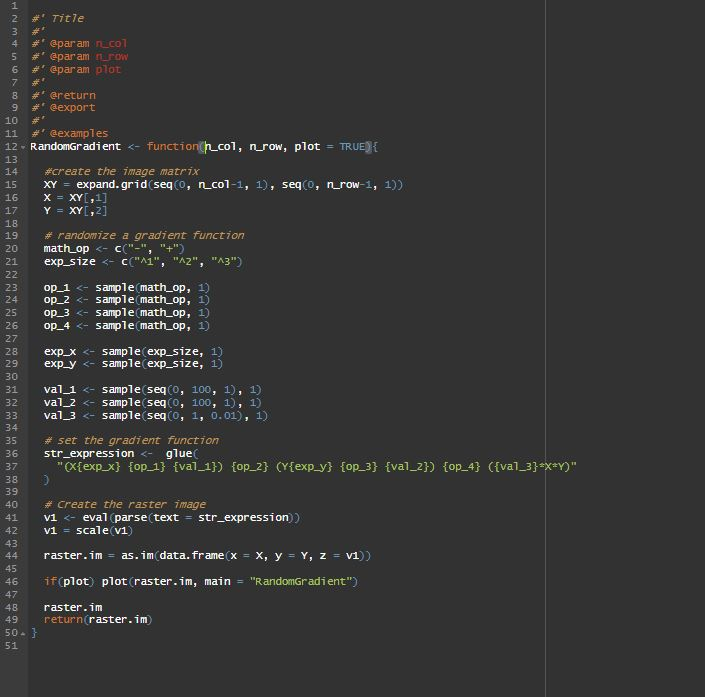 1
2 #' Title
3 #'
4 #' @param n_col
5 #' @param n_row
6 #' @param plot
7 #'
8 #' @return
9 #' @export
10 #'
11 #' @examples
12 RandomGradient <- function(n_col, n_row, plot = TRUE){
13
14 #create the image matrix
15 XY = expand.grid(seq(0, n_col-1, 1), seq(0, n_row-1, 1))
16 X = XY[,1]
17 Y = XY[,2]
18
19 # randomize a gradient function
20 math_op <- c("-", "+")
21 exp_size <- c("^1", "^2", "^3")
22
23 op_1 <- sample(math_op, 1)
24 op_2 <- sample(math_op, 1)
25 op_3 <- sample(math_op, 1)
26 op_4 <- sample(math_op, 1)
27
28 exp_x <- sample(exp_size, 1)
29 exp_y <- sample(exp_size, 1)
30
31 val_1 <- sample(seq(0, 100, 1), 1)
32 val_2 <- sample(seq(0, 100, 1), 1)
33 val_3 <- sample(seq(0, 1, 0.01), 1)
34
35 # set the gradient function
36 str_expression <-  glue(
37 "(X{exp_x} {op_1} {val_1}) {op_2} (Y{exp_y} {op_3} {val_2}) {op_4} ({val_3}*X*Y)"
38 )
39
40 # Create the raster image
41 v1 <- eval(parse(text = str_expression))
42 v1 = scale(v1)
43
44 raster.im = as.im(data.frame(x = X, y = Y, z = v1))
45
46 if(plot) plot(raster.im, main = "RandomGradient")
47
48 raster.im
49 return(raster.im)
50 }
51